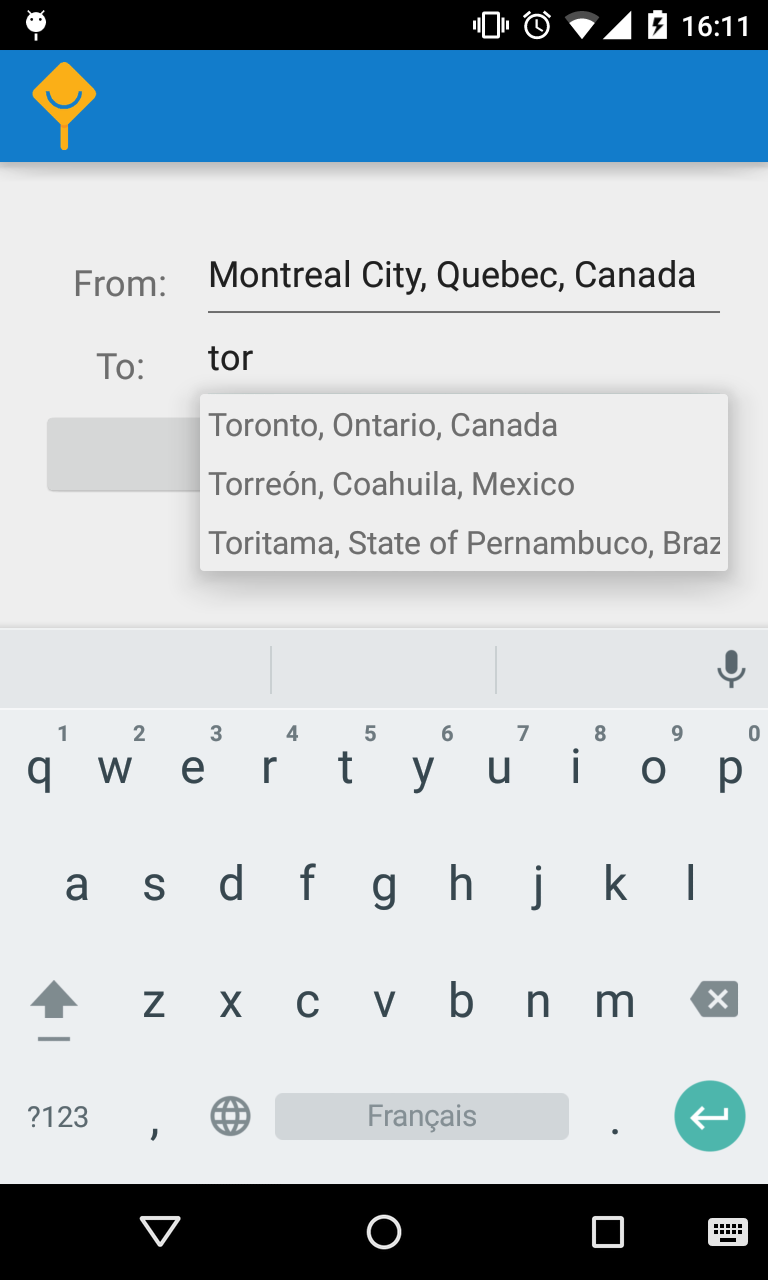 16:11
From: Montreal City, Quebec, Canada
To: tor
Toronto, Ontario, Canada
Torreón, Coahuila, Mexico
Toritama, State of Pernambuco, Braz
1 2 3 4 5 6 7 8 9 0
q w e r t y u i o p
a s d f g h j k l
z x c v b n m
?123 , Français .